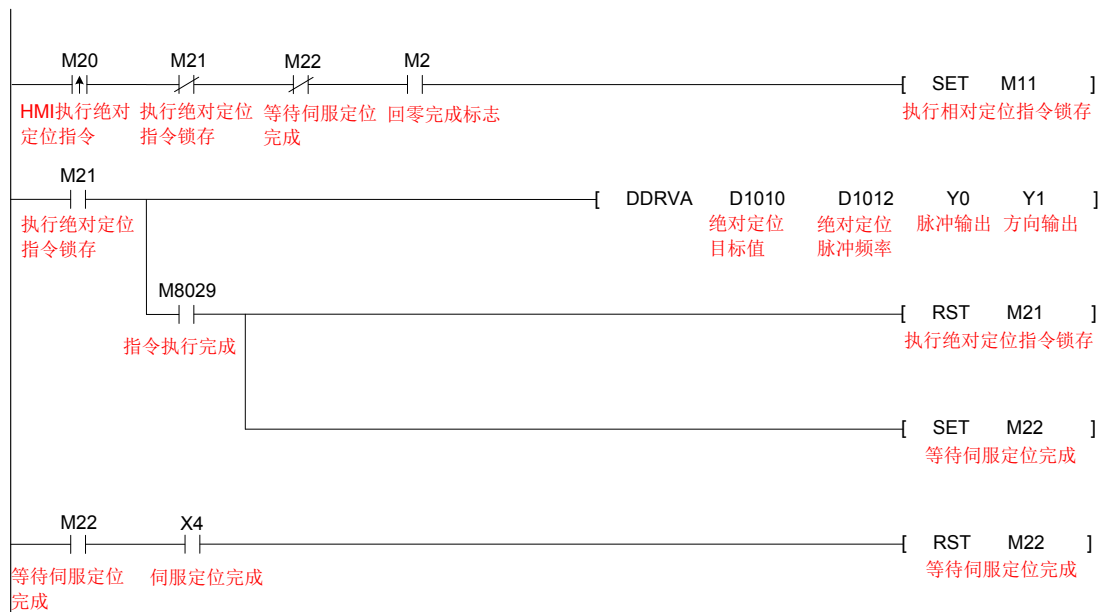 M20 M21 M22 M2
[ SET M11 ]
HMI执行绝对 执行绝对定位 等待伺服定位 回零完成标志 执行相对定位指令锁存
定位指令 指令锁存 完成
M21
[ DDRVA D1010 D1012 Y0 Y1 ]
执行绝对定位 绝对定位 绝对定位 脉冲输出 方向输出
指令锁存 目标值 脉冲频率
M8029
[ RST M21 ]
指令执行完成 执行绝对定位指令锁存
[ SET M22 ]
等待伺服定位完成
M22 X4
[ RST M22 ]
等待伺服定位 伺服定位完成 等待伺服定位完成
完成